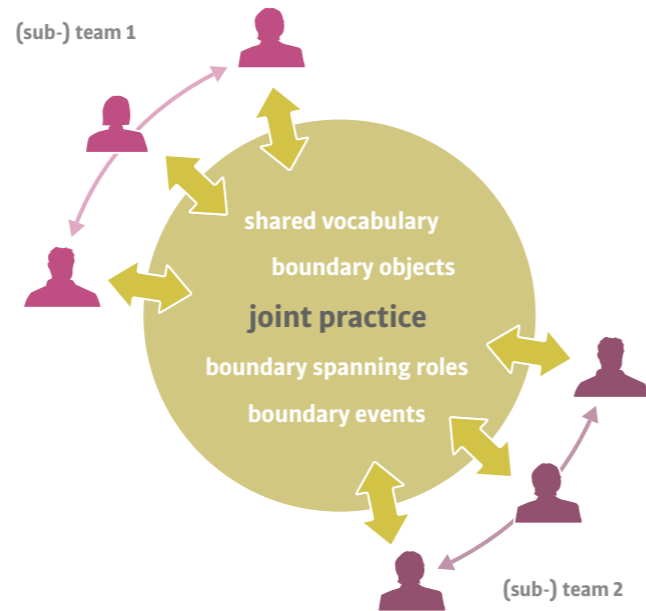 (sub-) team 1
shared vocabulary
boundary objects
joint practice
boundary spanning roles
boundary events
(sub-) team 2